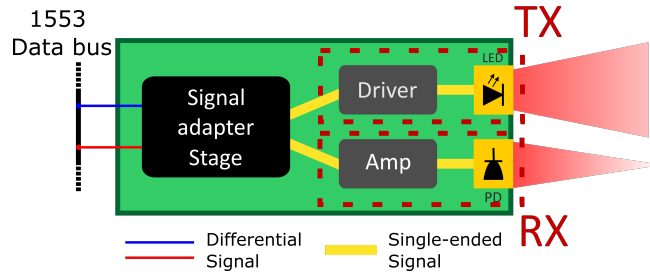 1553
Data bus
TX
LED
Signal
adapter
Stage
Driver
Amp
PD
RX
Differential
Signal
Single-ended
Signal